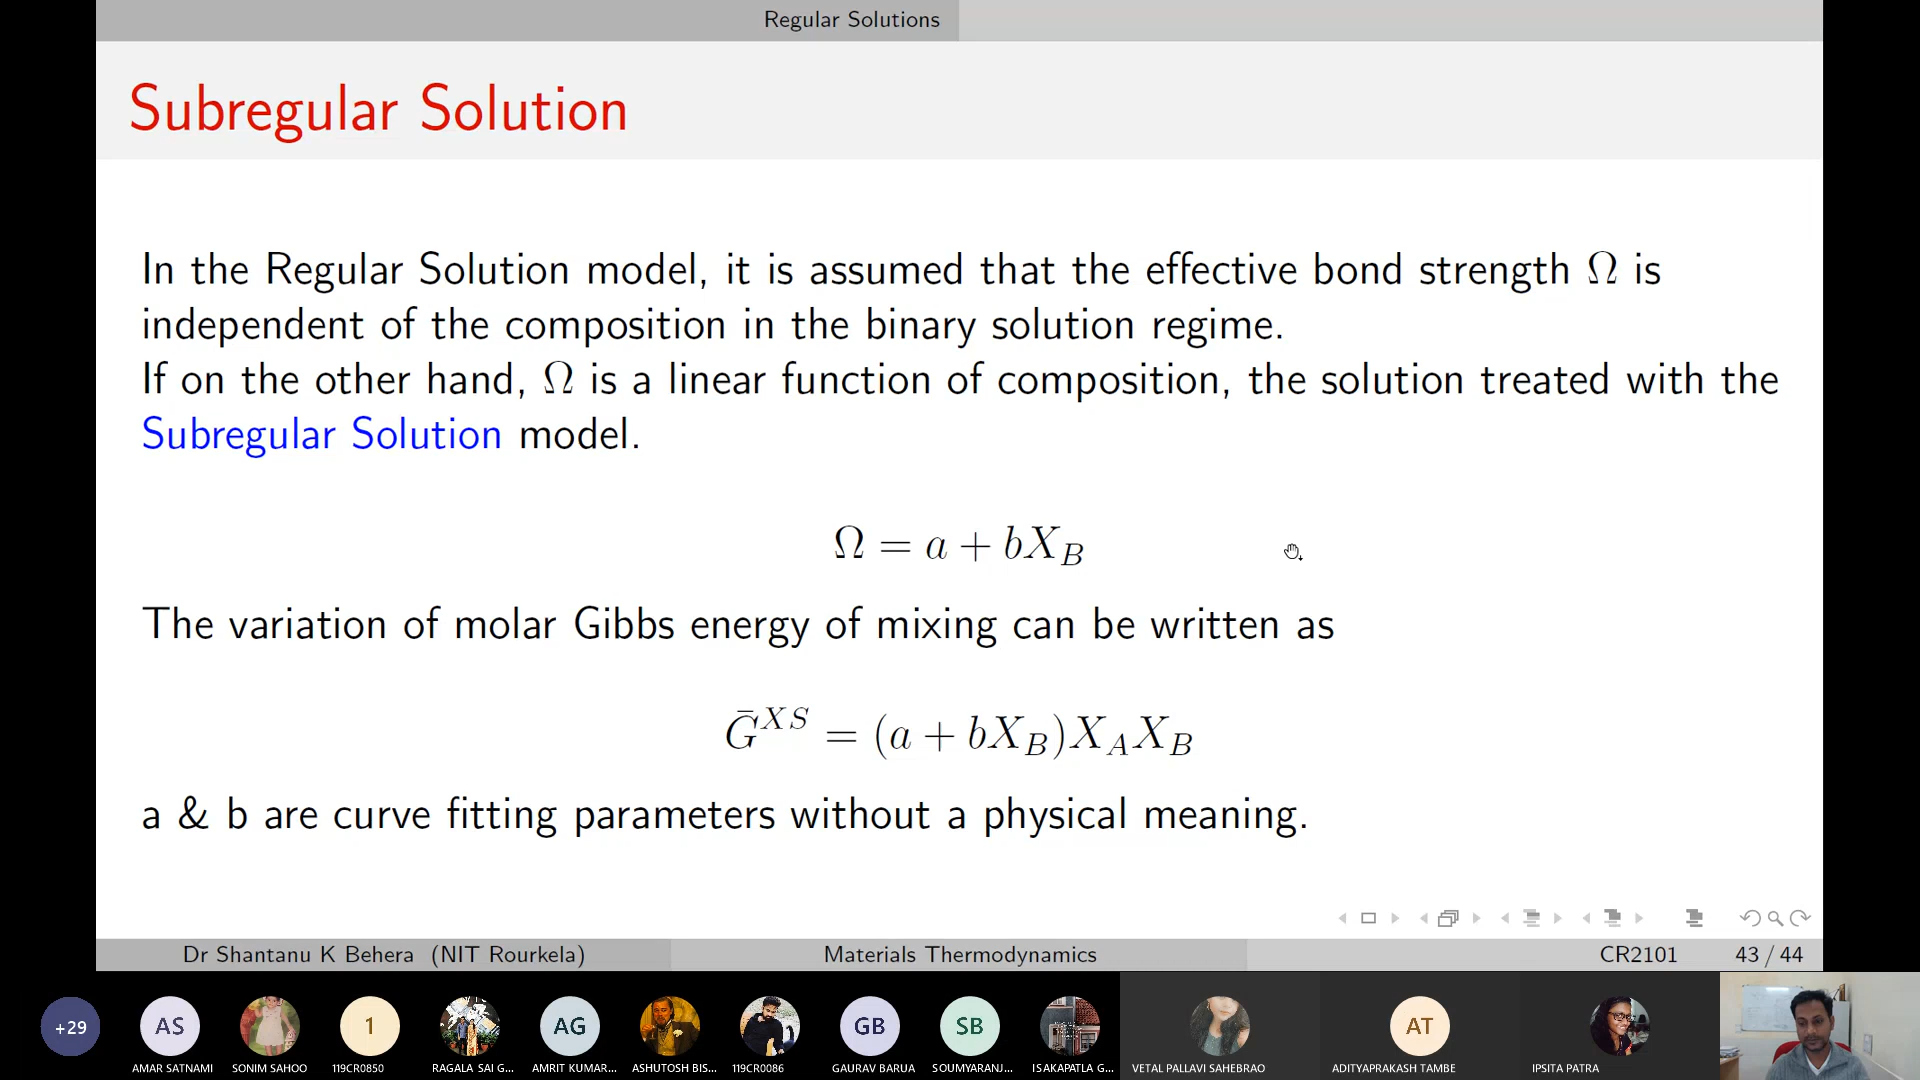 Regular Solutions
Subregular Solution
In the Regular Solution model, it is assumed that the effective bond strength Ω is
independent of the composition in the binary solution regime.
If on the other hand, Ω is a linear function of composition, the solution treated with the
Subregular Solution model.
Ω = a + bX_B
The variation of molar Gibbs energy of mixing can be written as
Ḡ^{XS} = (a + bX_B)X_AX_B
a & b are curve fitting parameters without a physical meaning.
Dr Shantanu K Behera (NIT Rourkela) Materials Thermodynamics CR2101 43 / 44
+29 AS 1 AG GB SB AT
AMAR SATNAMI SONIM SAHOO 119CR0850 RAGALA SAI G... AMRIT KUMAR... ASHUTOSH BIS... 119CR0086 GAURAV BARUA SOUMYARANJ... ISAKAPATLA G... VETAL PALLAVI SAHEBRAO ADITYAPRAKASH TAMBE IPSITA PATRA